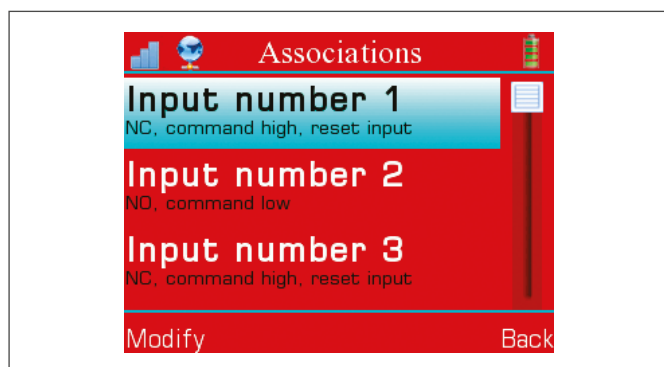 Associations
Input number 1
NC, command high, reset input
Input number 2
NO, command low
Input number 3
NC, command high, reset input
Modify Back